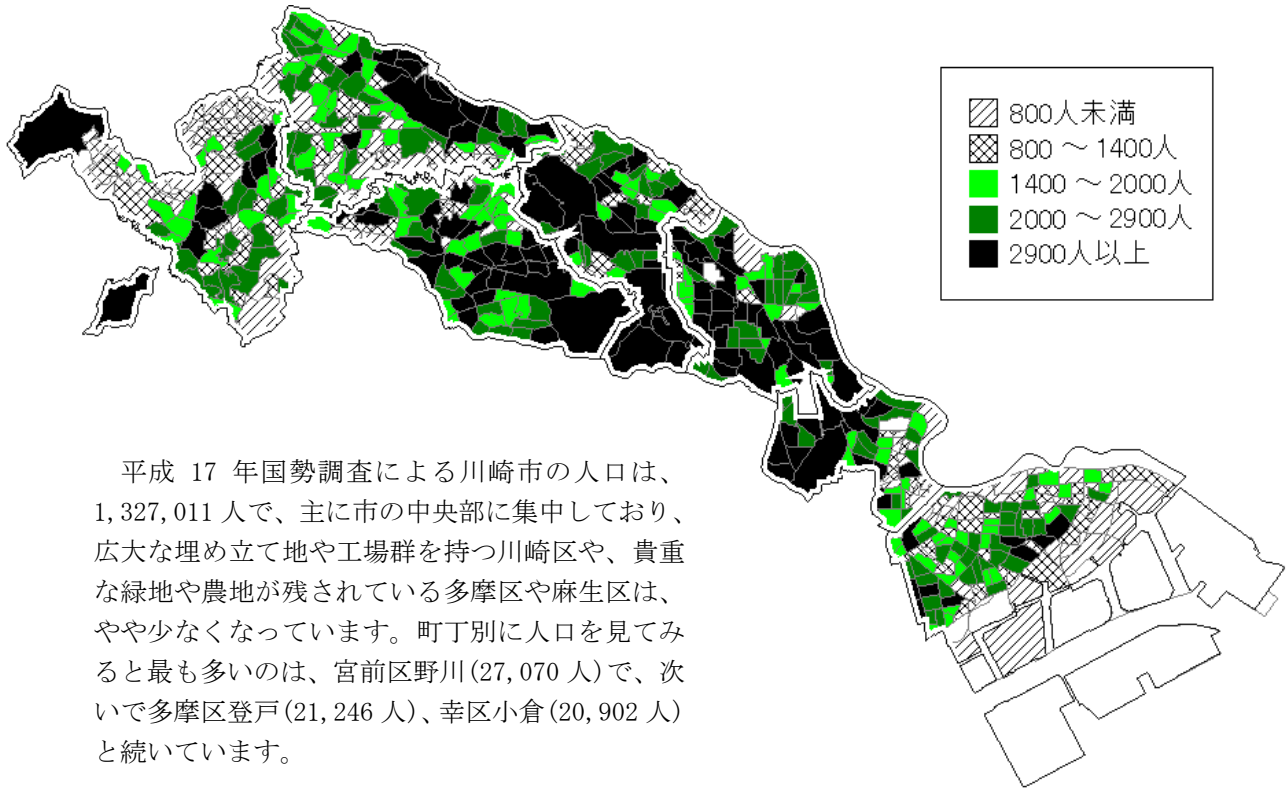 800人未満
800 ～ 1400人
1400 ～ 2000人
2000 ～ 2900人
2900人以上
平成 17 年国勢調査による川崎市の人口は、
1,327,011 人で、主に市の中央部に集中しており、
広大な埋め立て地や工場群を持つ川崎区や、貴重
な緑地や農地が残されている多摩区や麻生区は、
やや少なくなっています。町丁別に人口を見てみ
ると最も多いのは、宮前区野川(27,070 人)で、次
いで多摩区登戸(21,246 人)、幸区小倉(20,902 人)
と続いています。